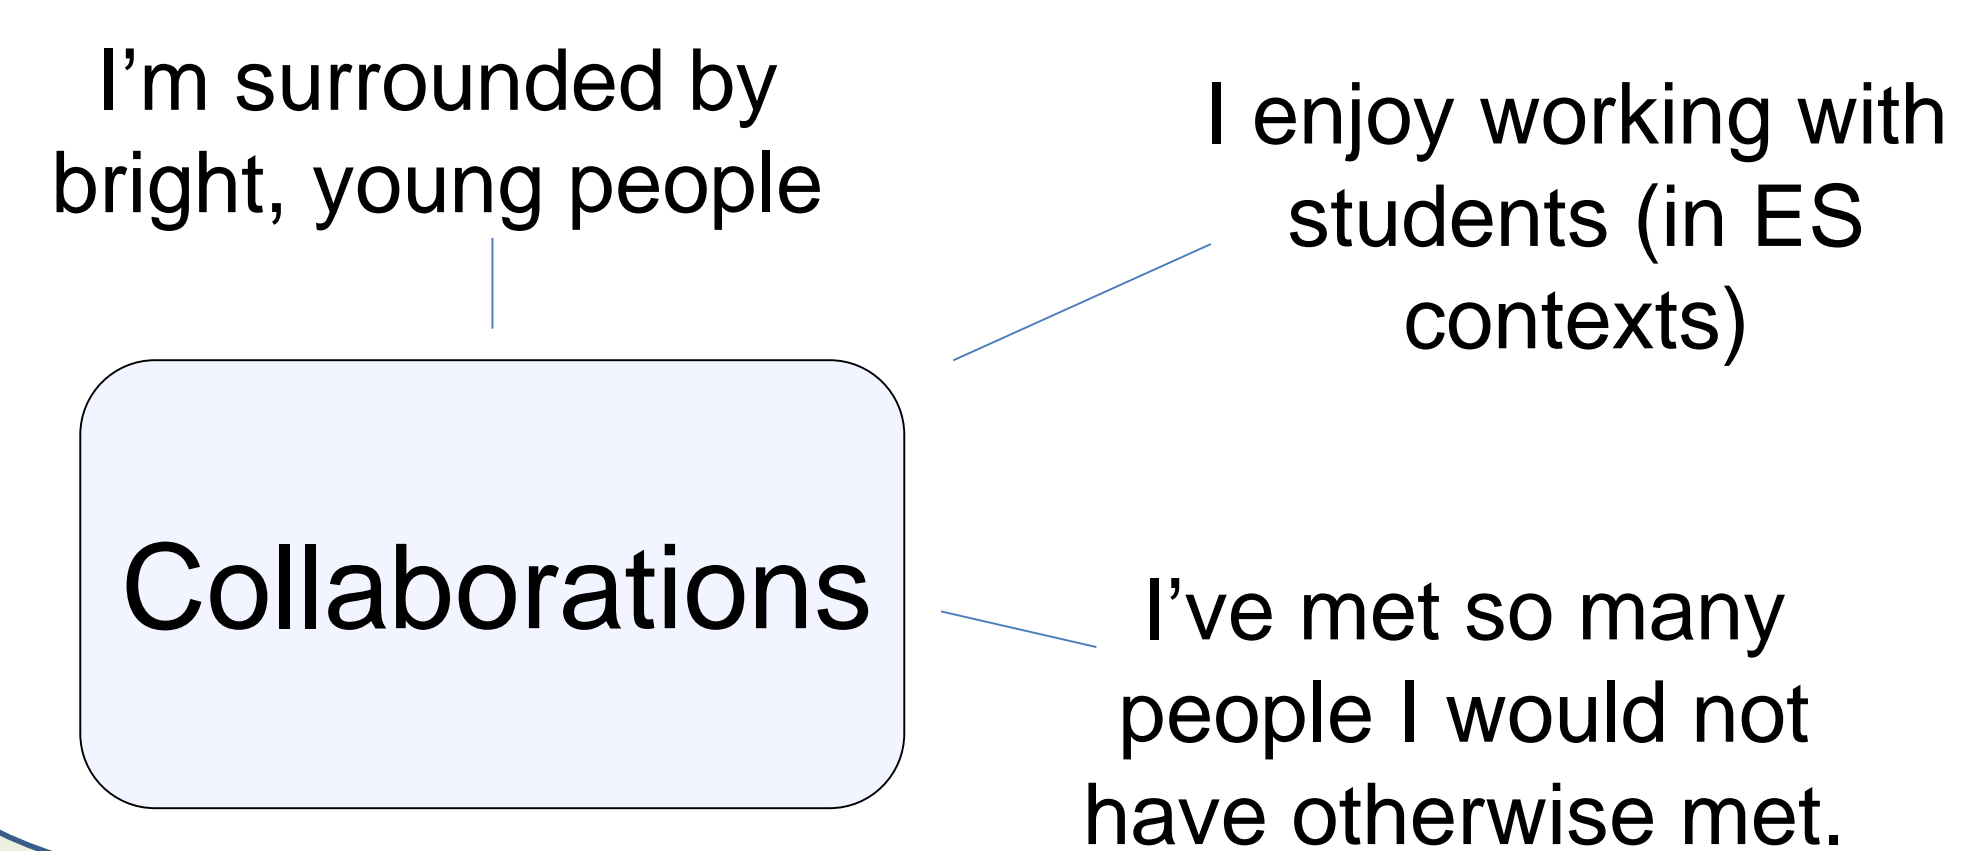 I’m surrounded by
bright, young people
I enjoy working with
students (in ES
contexts)
Collaborations
I’ve met so many
people I would not
have otherwise met.